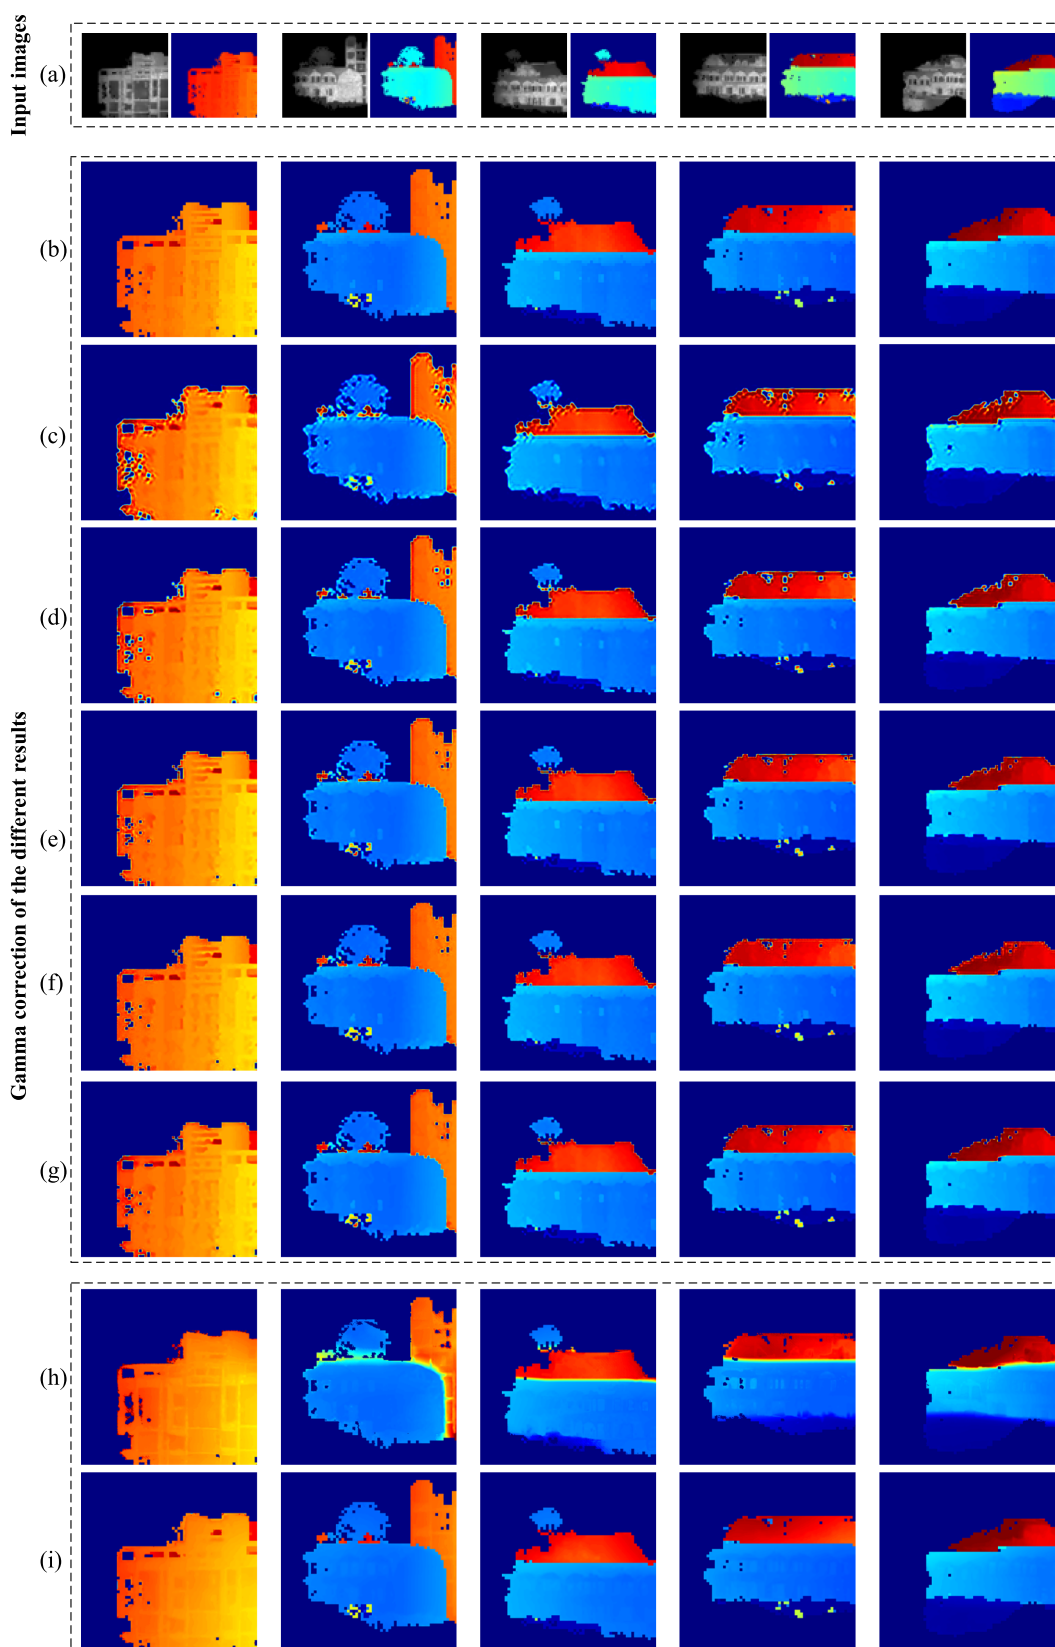 Input images
(a)
Gamma correction of the different results
(b)
(c)
(d)
(e)
(f)
(g)
(h)
(i)